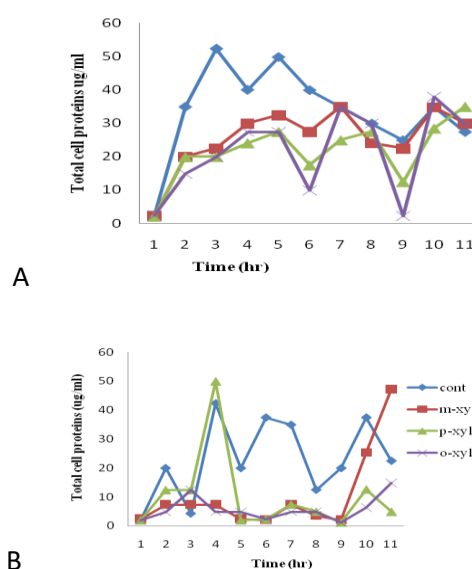 Total cell proteins ug/ml
60
50
40
30
20
10
0
1 2 3 4 5 6 7 8 9 10 11
Time (hr)
A
Total cell proteins (ug/ml)
60
50
40
30
20
10
0
1 2 3 4 5 6 7 8 9 10 11
Time (hr)
cont
m-xy
p-xyl
o-xyl
B